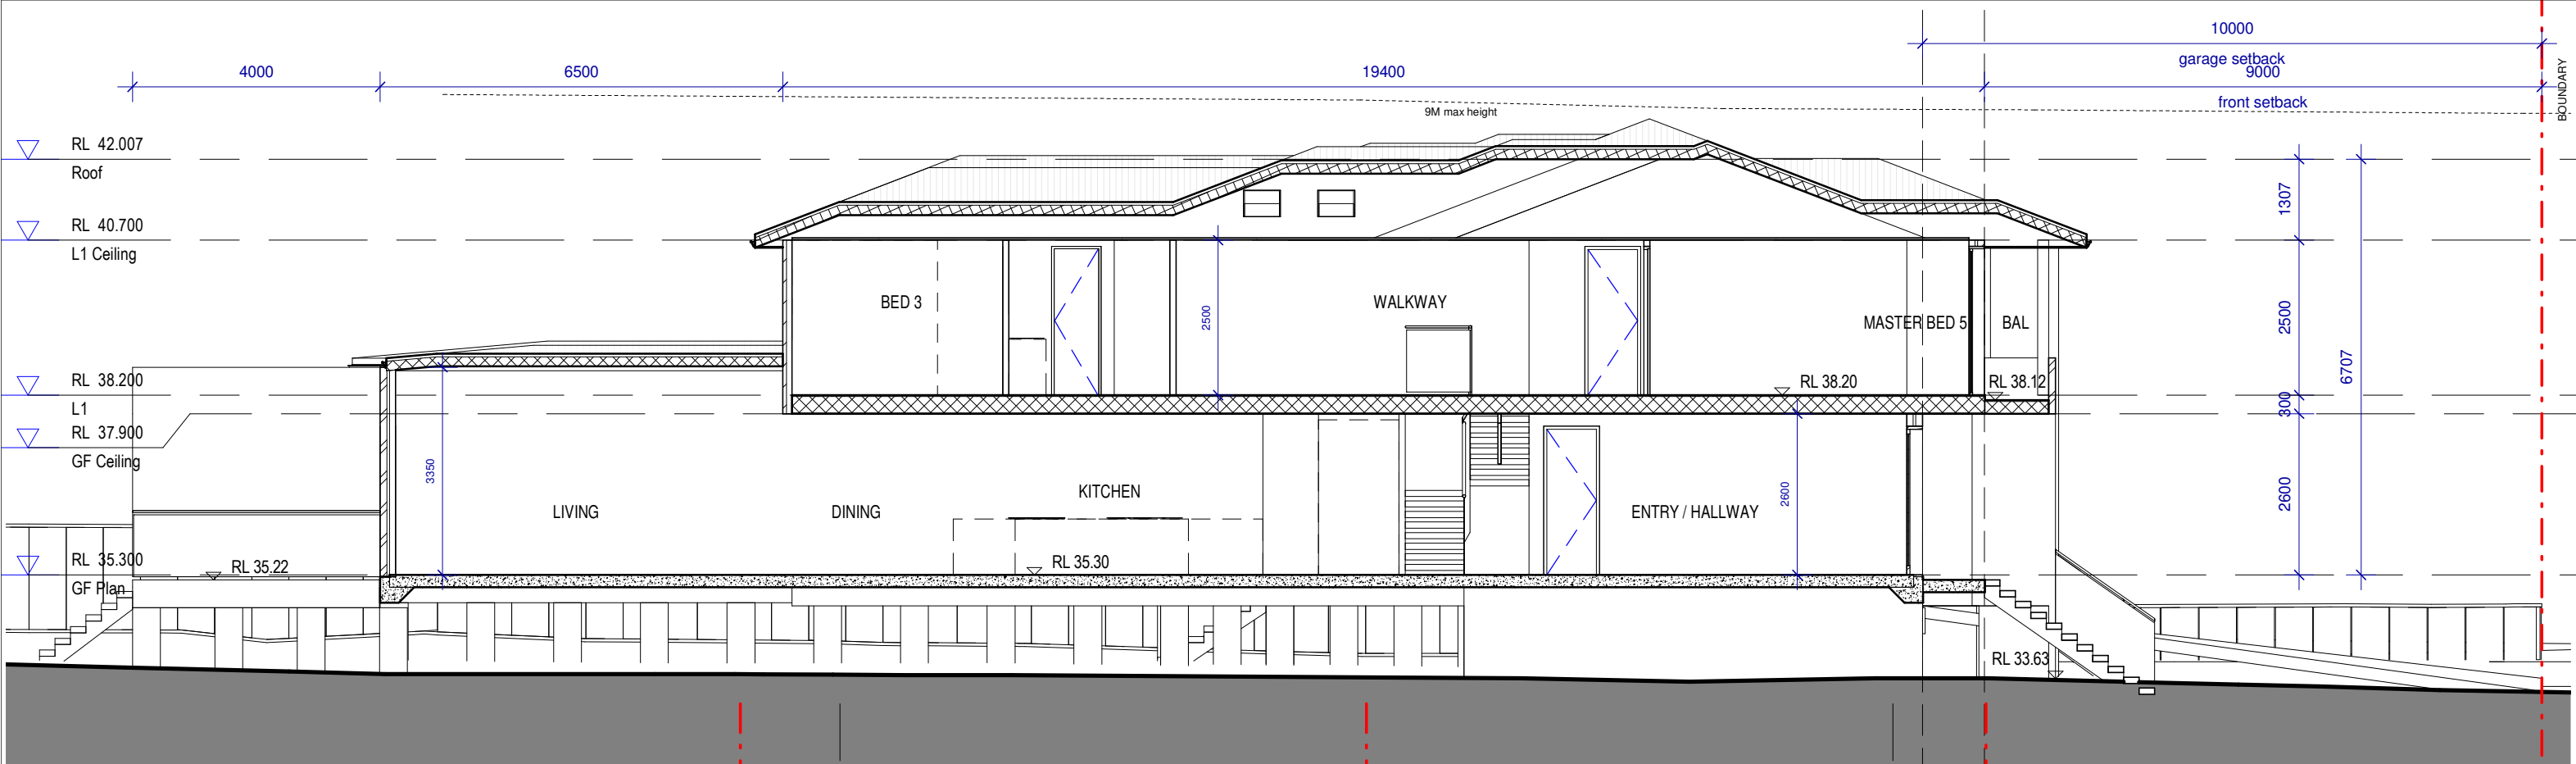 10000
garage setback
4000
6500
19400
9000
front setback
BOUNDARY
9M max height
RL 42.007
Roof
RL 40.700
L1 Ceiling
RL 38.200
L1
RL 37.900
GF Ceiling
RL 35.300
GF Plan
BED 3
2500
WALKWAY
MASTER BED 5
BAL
RL 38.20
RL 38.12
3350
LIVING
DINING
KITCHEN
ENTRY / HALLWAY
2600
RL 35.22
RL 35.30
RL 33.63
1307
2500
300
2600
6707